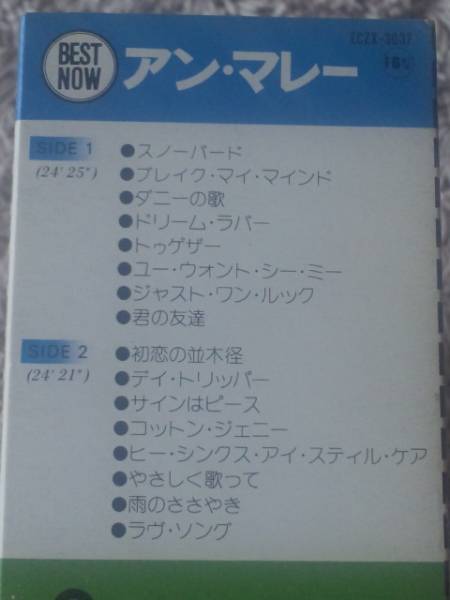 BEST
NOW
アン・マレー
SIDE 1
(24' 25")
●スノーバード
●ブレイク・マイ・マインド
●ダニーの歌
●ドリーム・ラバー
●トゥゲザー
●ユー・ウォント・シー・ミー
●ジャスト・ワン・ルック
●君の友達
SIDE 2
(24' 21")
●初恋の並木径
●デイ・トリッパー
●サインはピース
●コットン・ジェニー
●ヒー・シンクス・アイ・スティル・ケア
●やさしく歌って
●雨のささやき
●ラヴ・ソング